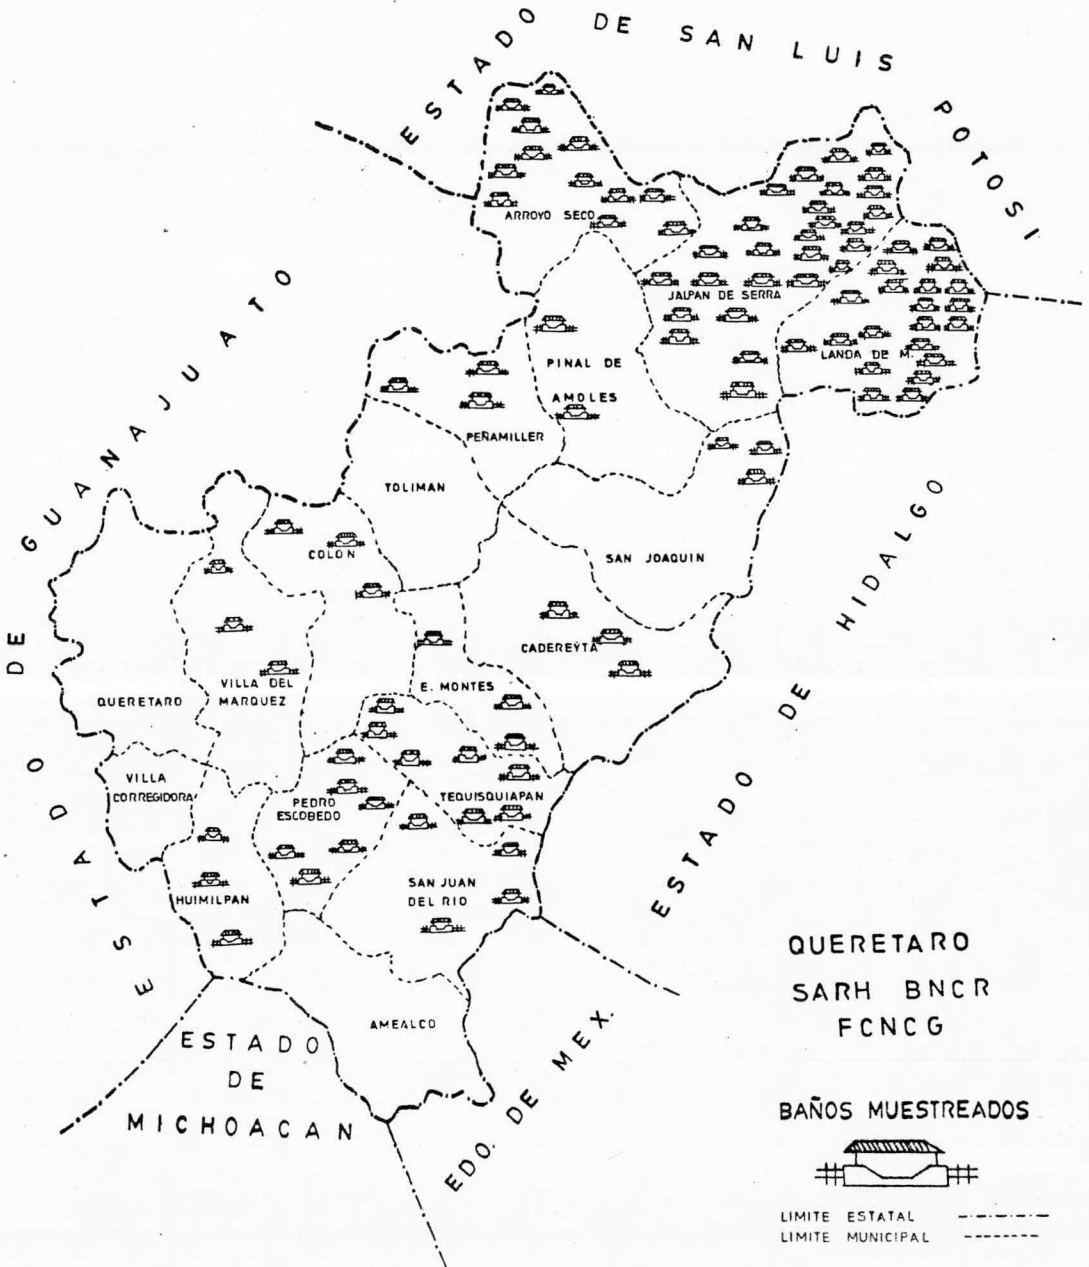 ESTADO DE SAN LUIS POTOSI
ESTADO DE GUANAJUATO
ARROYO SECO
JALPAN DE SERRA
LANDA DE M.
PINAL DE
AMOLES
PEÑAMILLER
TOLIMAN
COLON
SAN JOAQUIN
CADEREYTA
E. MONTES
VILLA DEL
MARQUEZ
QUERETARO
VILLA
CORREGIDORA
PEDRO
ESCOBEDO
TEQUISQUIAPAN
HUIMILPAN
SAN JUAN
DEL RIO
AMEALCO
ESTADO DE HIDALGO
EDO. DE MEX.
ESTADO
DE
MICHOACAN
QUERETARO
SARH BNCR
FCNCG
BAÑOS MUESTREADOS
LIMITE ESTATAL
LIMITE MUNICIPAL